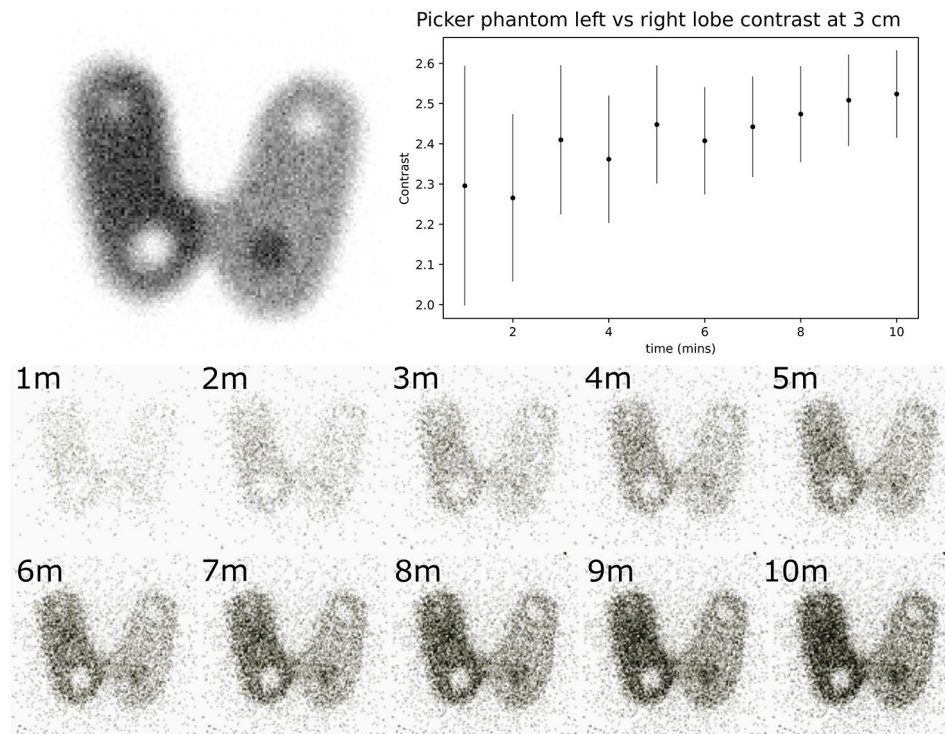 Picker phantom left vs right lobe contrast at 3 cm
2.6
2.5
2.4
2.3
2.2
2.1
2.0
Contrast
2 4 6 8 10
time (mins)
1m 2m 3m 4m 5m
6m 7m 8m 9m 10m